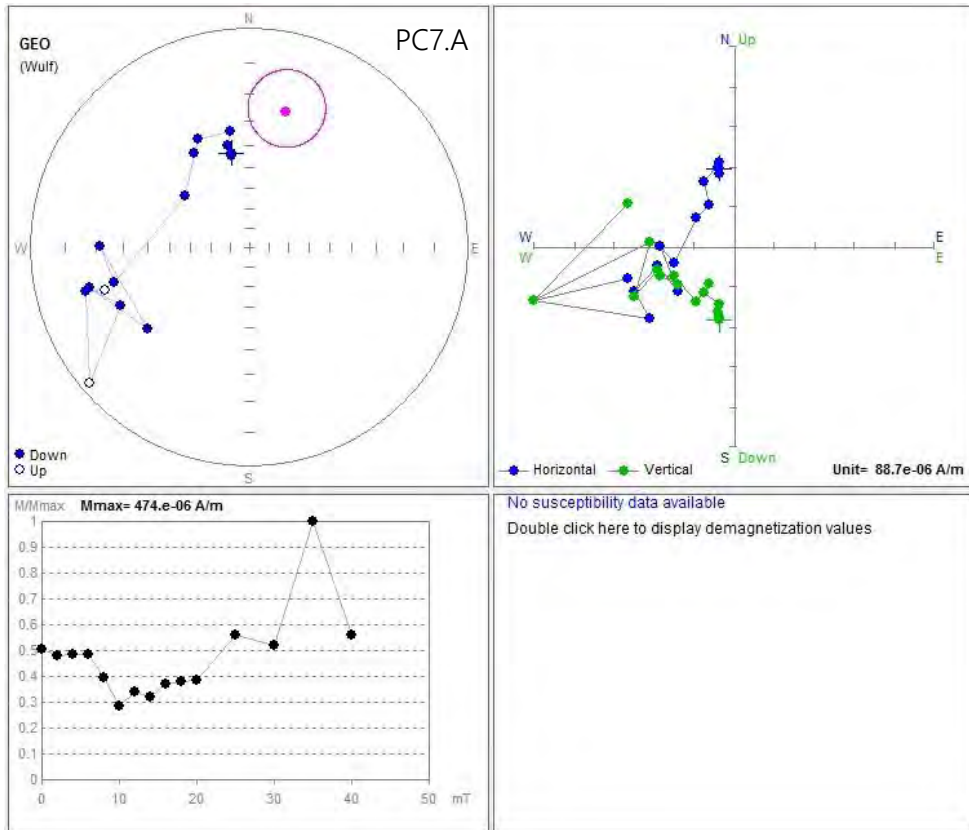 N
GEO
(Wulf)
PC7.A
W
E
S
Down
Up
N Up
W
W
E
E
S Down
Horizontal
Vertical
Unit= 88.7e-06 A/m
M/Mmax
Mmax= 474.e-06 A/m
1
0.9
0.8
0.7
0.6
0.5
0.4
0.3
0.2
0.1
0
0 10 20 30 40 50 mT
No susceptibility data available
Double click here to display demagnetization values